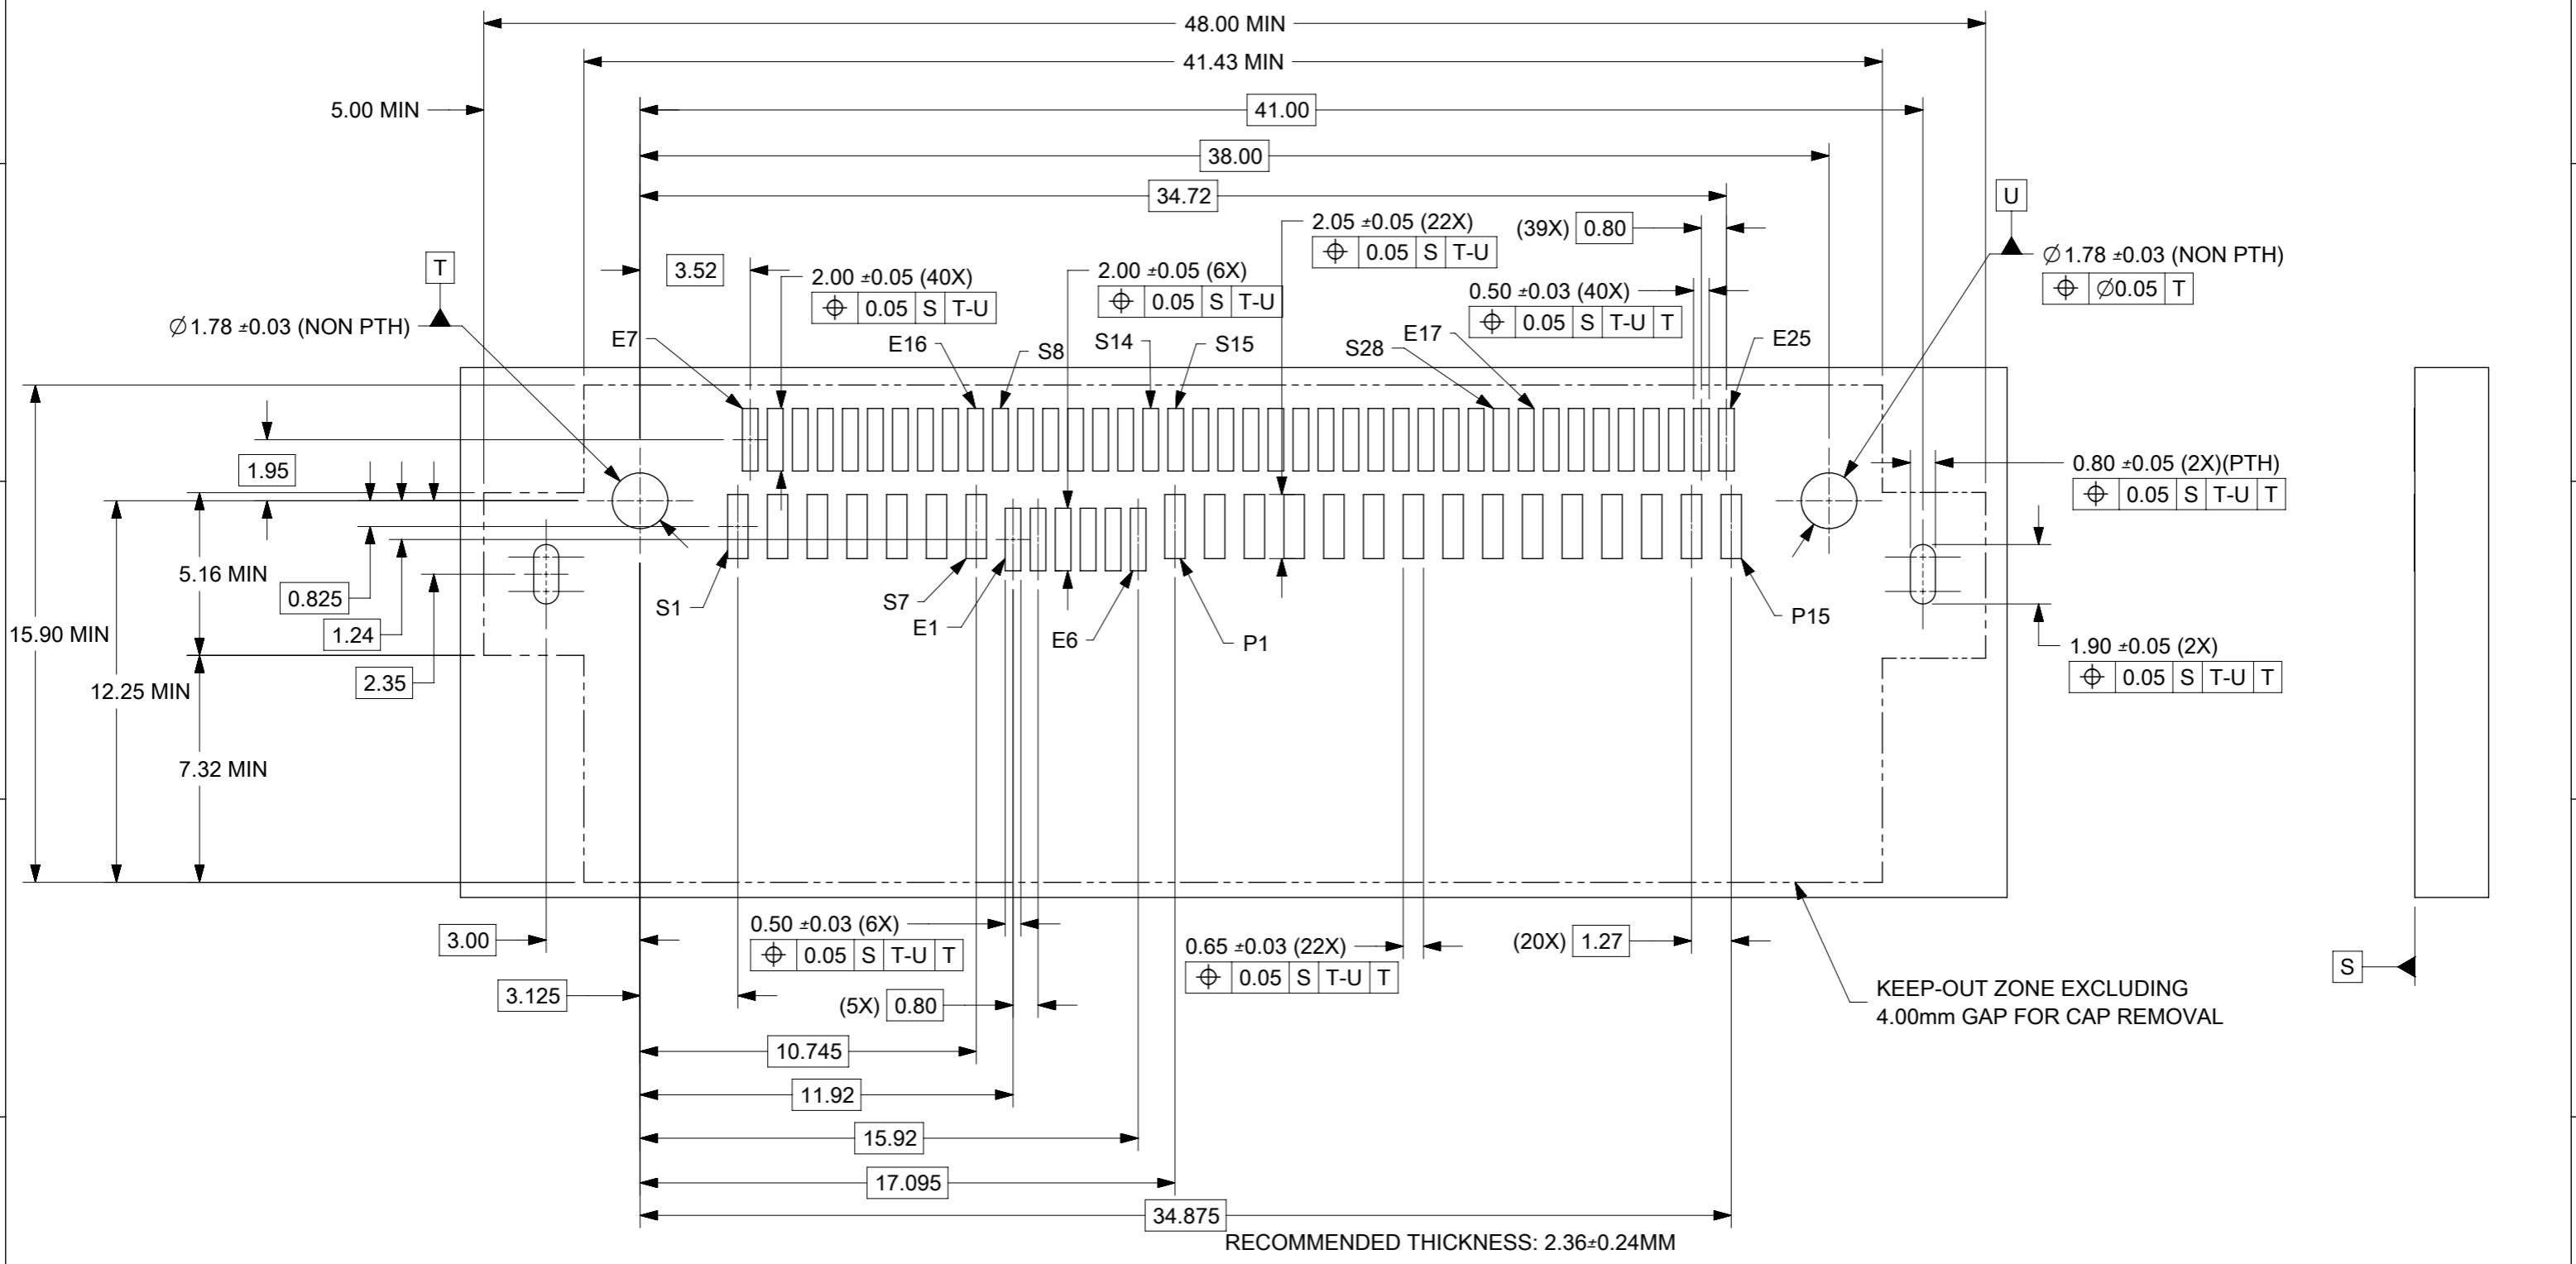 48.00 MIN
41.43 MIN
5.00 MIN
41.00
38.00
34.72
U
2.05 ±0.05 (22X)
⌖ 0.05 S T-U
(39X) 0.80
T
3.52
2.00 ±0.05 (40X)
⌖ 0.05 S T-U
2.00 ±0.05 (6X)
⌖ 0.05 S T-U
0.50 ±0.03 (40X)
⌖ 0.05 S T-U T
∅1.78 ±0.03 (NON PTH)
⌖ ∅0.05 T
∅1.78 ±0.03 (NON PTH)
E7
E16
S8
S14
S15
S28
E17
E25
1.95
0.80 ±0.05 (2X)(PTH)
⌖ 0.05 S T-U T
5.16 MIN
0.825
S1
S7
E1
E6
P1
P15
15.90 MIN
1.24
1.90 ±0.05 (2X)
⌖ 0.05 S T-U T
12.25 MIN
2.35
7.32 MIN
3.00
0.50 ±0.03 (6X)
⌖ 0.05 S T-U T
0.65 ±0.03 (22X)
⌖ 0.05 S T-U T
(20X) 1.27
S
3.125
(5X) 0.80
KEEP-OUT ZONE EXCLUDING
4.00mm GAP FOR CAP REMOVAL
10.745
11.92
15.92
17.095
34.875
RECOMMENDED THICKNESS: 2.36±0.24MM